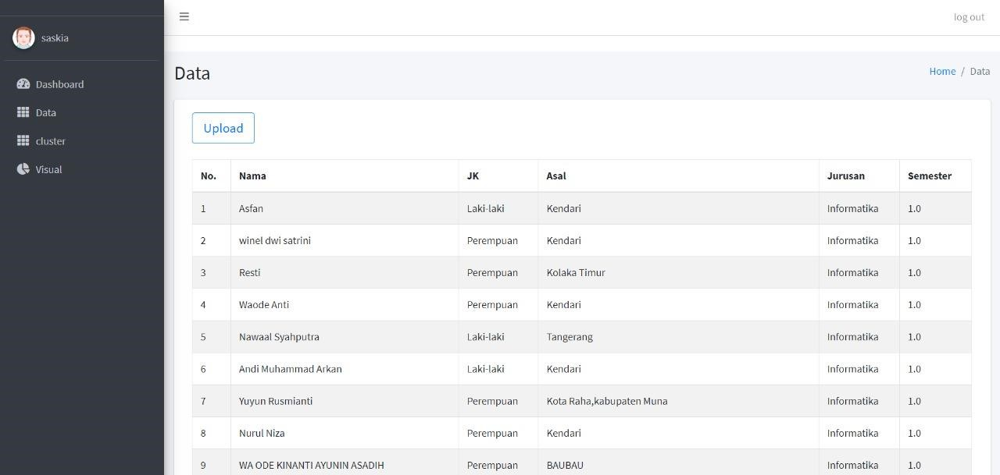 saskia
Dashboard
Data
cluster
Visual
log out
Data
Home / Data
Upload
No. Nama JK Asal Jurusan Semester
1 Asfan Laki-laki Kendari Informatika 1.0
2 winel dwi satrini Perempuan Kendari Informatika 1.0
3 Resti Perempuan Kolaka Timur Informatika 1.0
4 Waode Anti Perempuan Kendari Informatika 1.0
5 Nawaal Syahputra Laki-laki Tangerang Informatika 1.0
6 Andi Muhammad Arkan Laki-laki Kendari Informatika 1.0
7 Yuyun Rusmianti Perempuan Kota Raha,kabupaten Muna Informatika 1.0
8 Nurul Niza Perempuan Kendari Informatika 1.0
9 WA ODE KINANTI AYUNIN ASADIH Perempuan BAUBAU Informatika 1.0